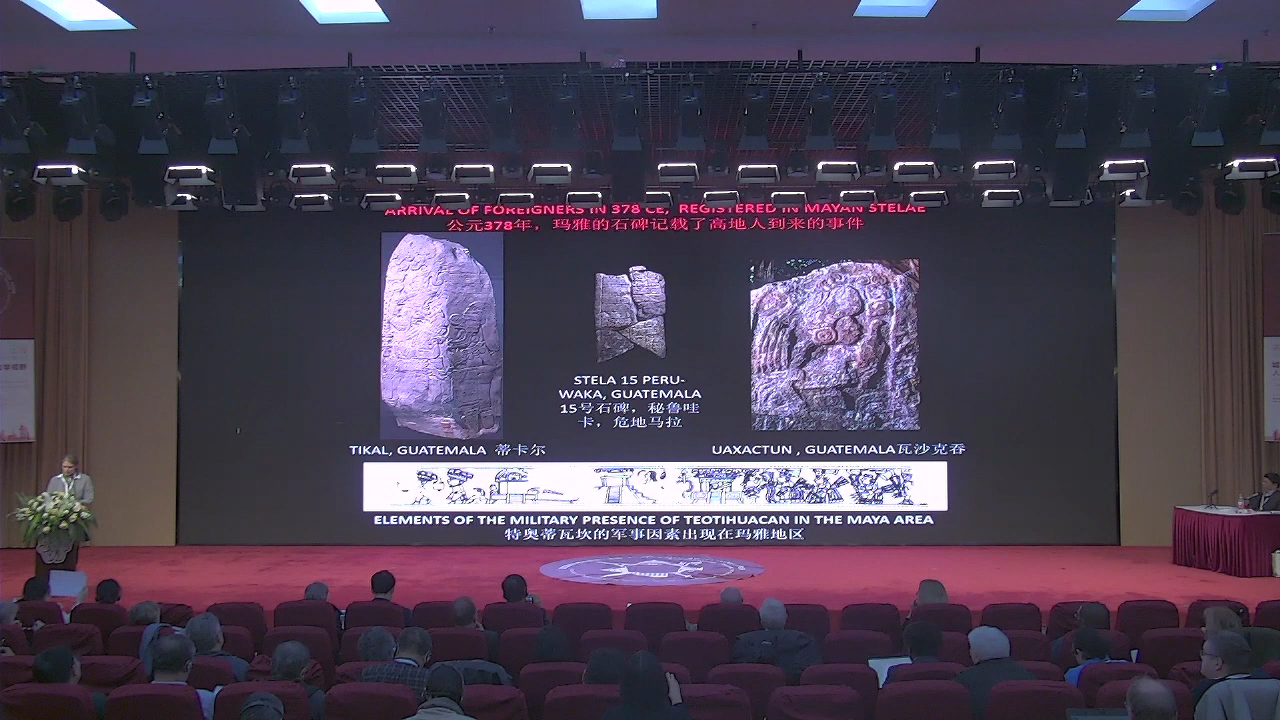 ARRIVAL OF FOREIGNERS IN 378 CE, REGISTERED IN MAYAN STELAE
公元378年，玛雅的石碑记载了高地人到来的事件
STELA 15 PERU-
WAKA, GUATEMALA
15号石碑，秘鲁哇
卡，危地马拉
TIKAL, GUATEMALA 蒂卡尔
UAXACTUN , GUATEMALA瓦沙克吞
ELEMENTS OF THE MILITARY PRESENCE OF TEOTIHUACAN IN THE MAYA AREA
特奥蒂瓦坎的军事因素出现在玛雅地区